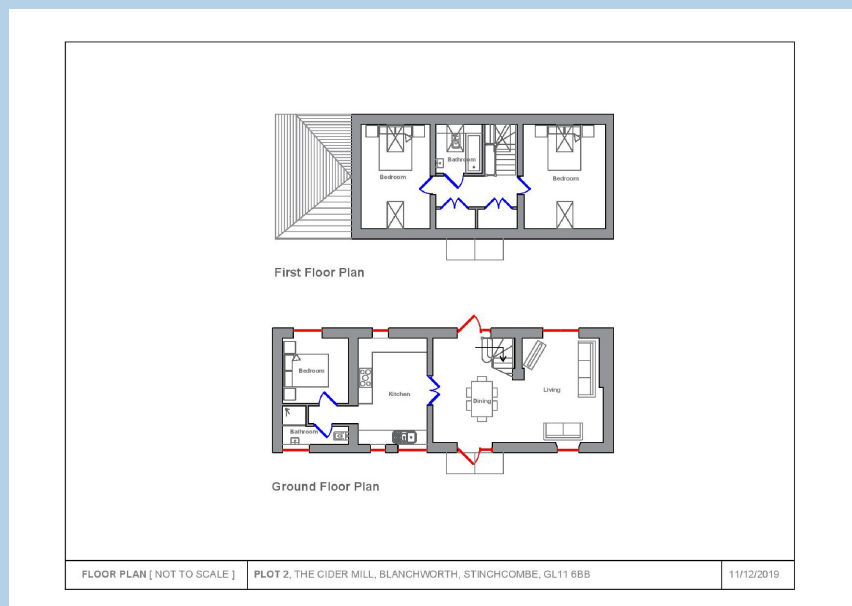 Bathroom
Bedroom
Bedroom
First Floor Plan
Bedroom
Kitchen
Living
Dining
Bathroom
Ground Floor Plan
FLOOR PLAN [ NOT TO SCALE ]
PLOT 2, THE CIDER MILL, BLANCHWORTH, STINCHCOMBE, GL11 6BB
11/12/2019